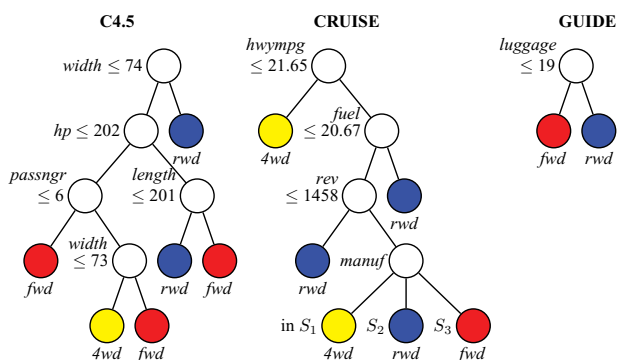 C4.5
CRUISE
GUIDE
width ≤ 74
hp ≤ 202
rwd
passngr
≤ 6
length
≤ 201
fwd
width
≤ 73
rwd
fwd
4wd
fwd
hwympg
≤ 21.65
4wd
fuel
≤ 20.67
rev
≤ 1458
rwd
rwd
manuf
in S1
S2
S3
4wd
rwd
fwd
luggage
≤ 19
fwd
rwd